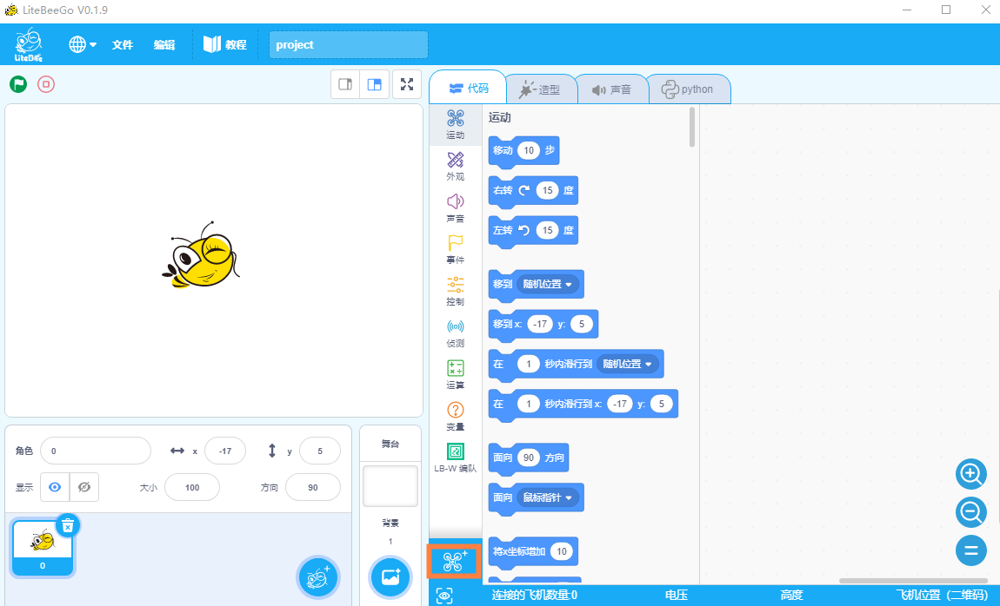 LiteBeeGo V0.1.9
LiteBee
文件
编辑
教程
project
代码
造型
声音
python
运动
外观
声音
事件
控制
侦测
运算
变量
LB-W 编队
运动
移动 10 步
右转 15 度
左转 15 度
移到 随机位置
移到 x: -17 y: 5
在 1 秒内滑行到 随机位置
在 1 秒内滑行到 x: -17 y: 5
面向 90 方向
面向 鼠标指针
将x坐标增加 10
角色 0 x -17 y 5
显示 大小 100 方向 90
0
舞台
背景
1
连接的飞机数量:0 电压 高度 飞机位置（二维码）